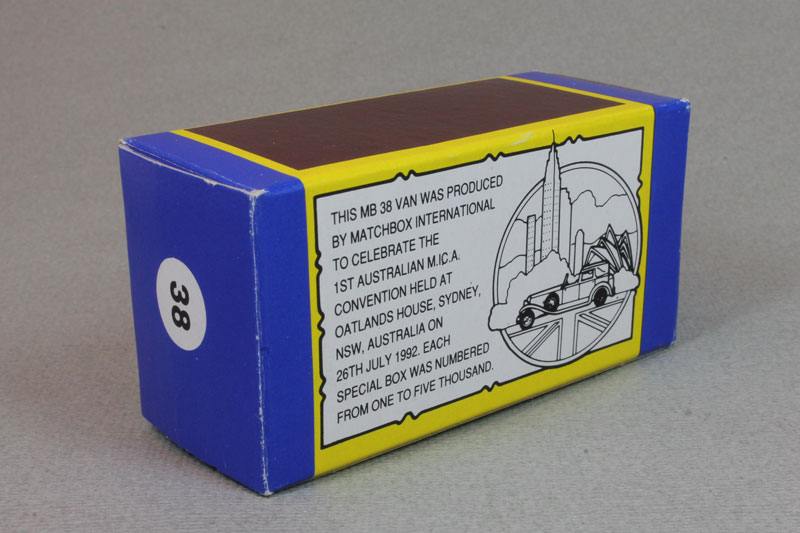 38
THIS MB 38 VAN WAS PRODUCED
BY MATCHBOX INTERNATIONAL
TO CELEBRATE THE
1ST AUSTRALIAN M.IC.A.
CONVENTION HELD AT
OATLANDS HOUSE, SYDNEY,
NSW, AUSTRALIA ON
26TH JULY 1992. EACH
SPECIAL BOX WAS NUMBERED
FROM ONE TO FIVE THOUSAND.